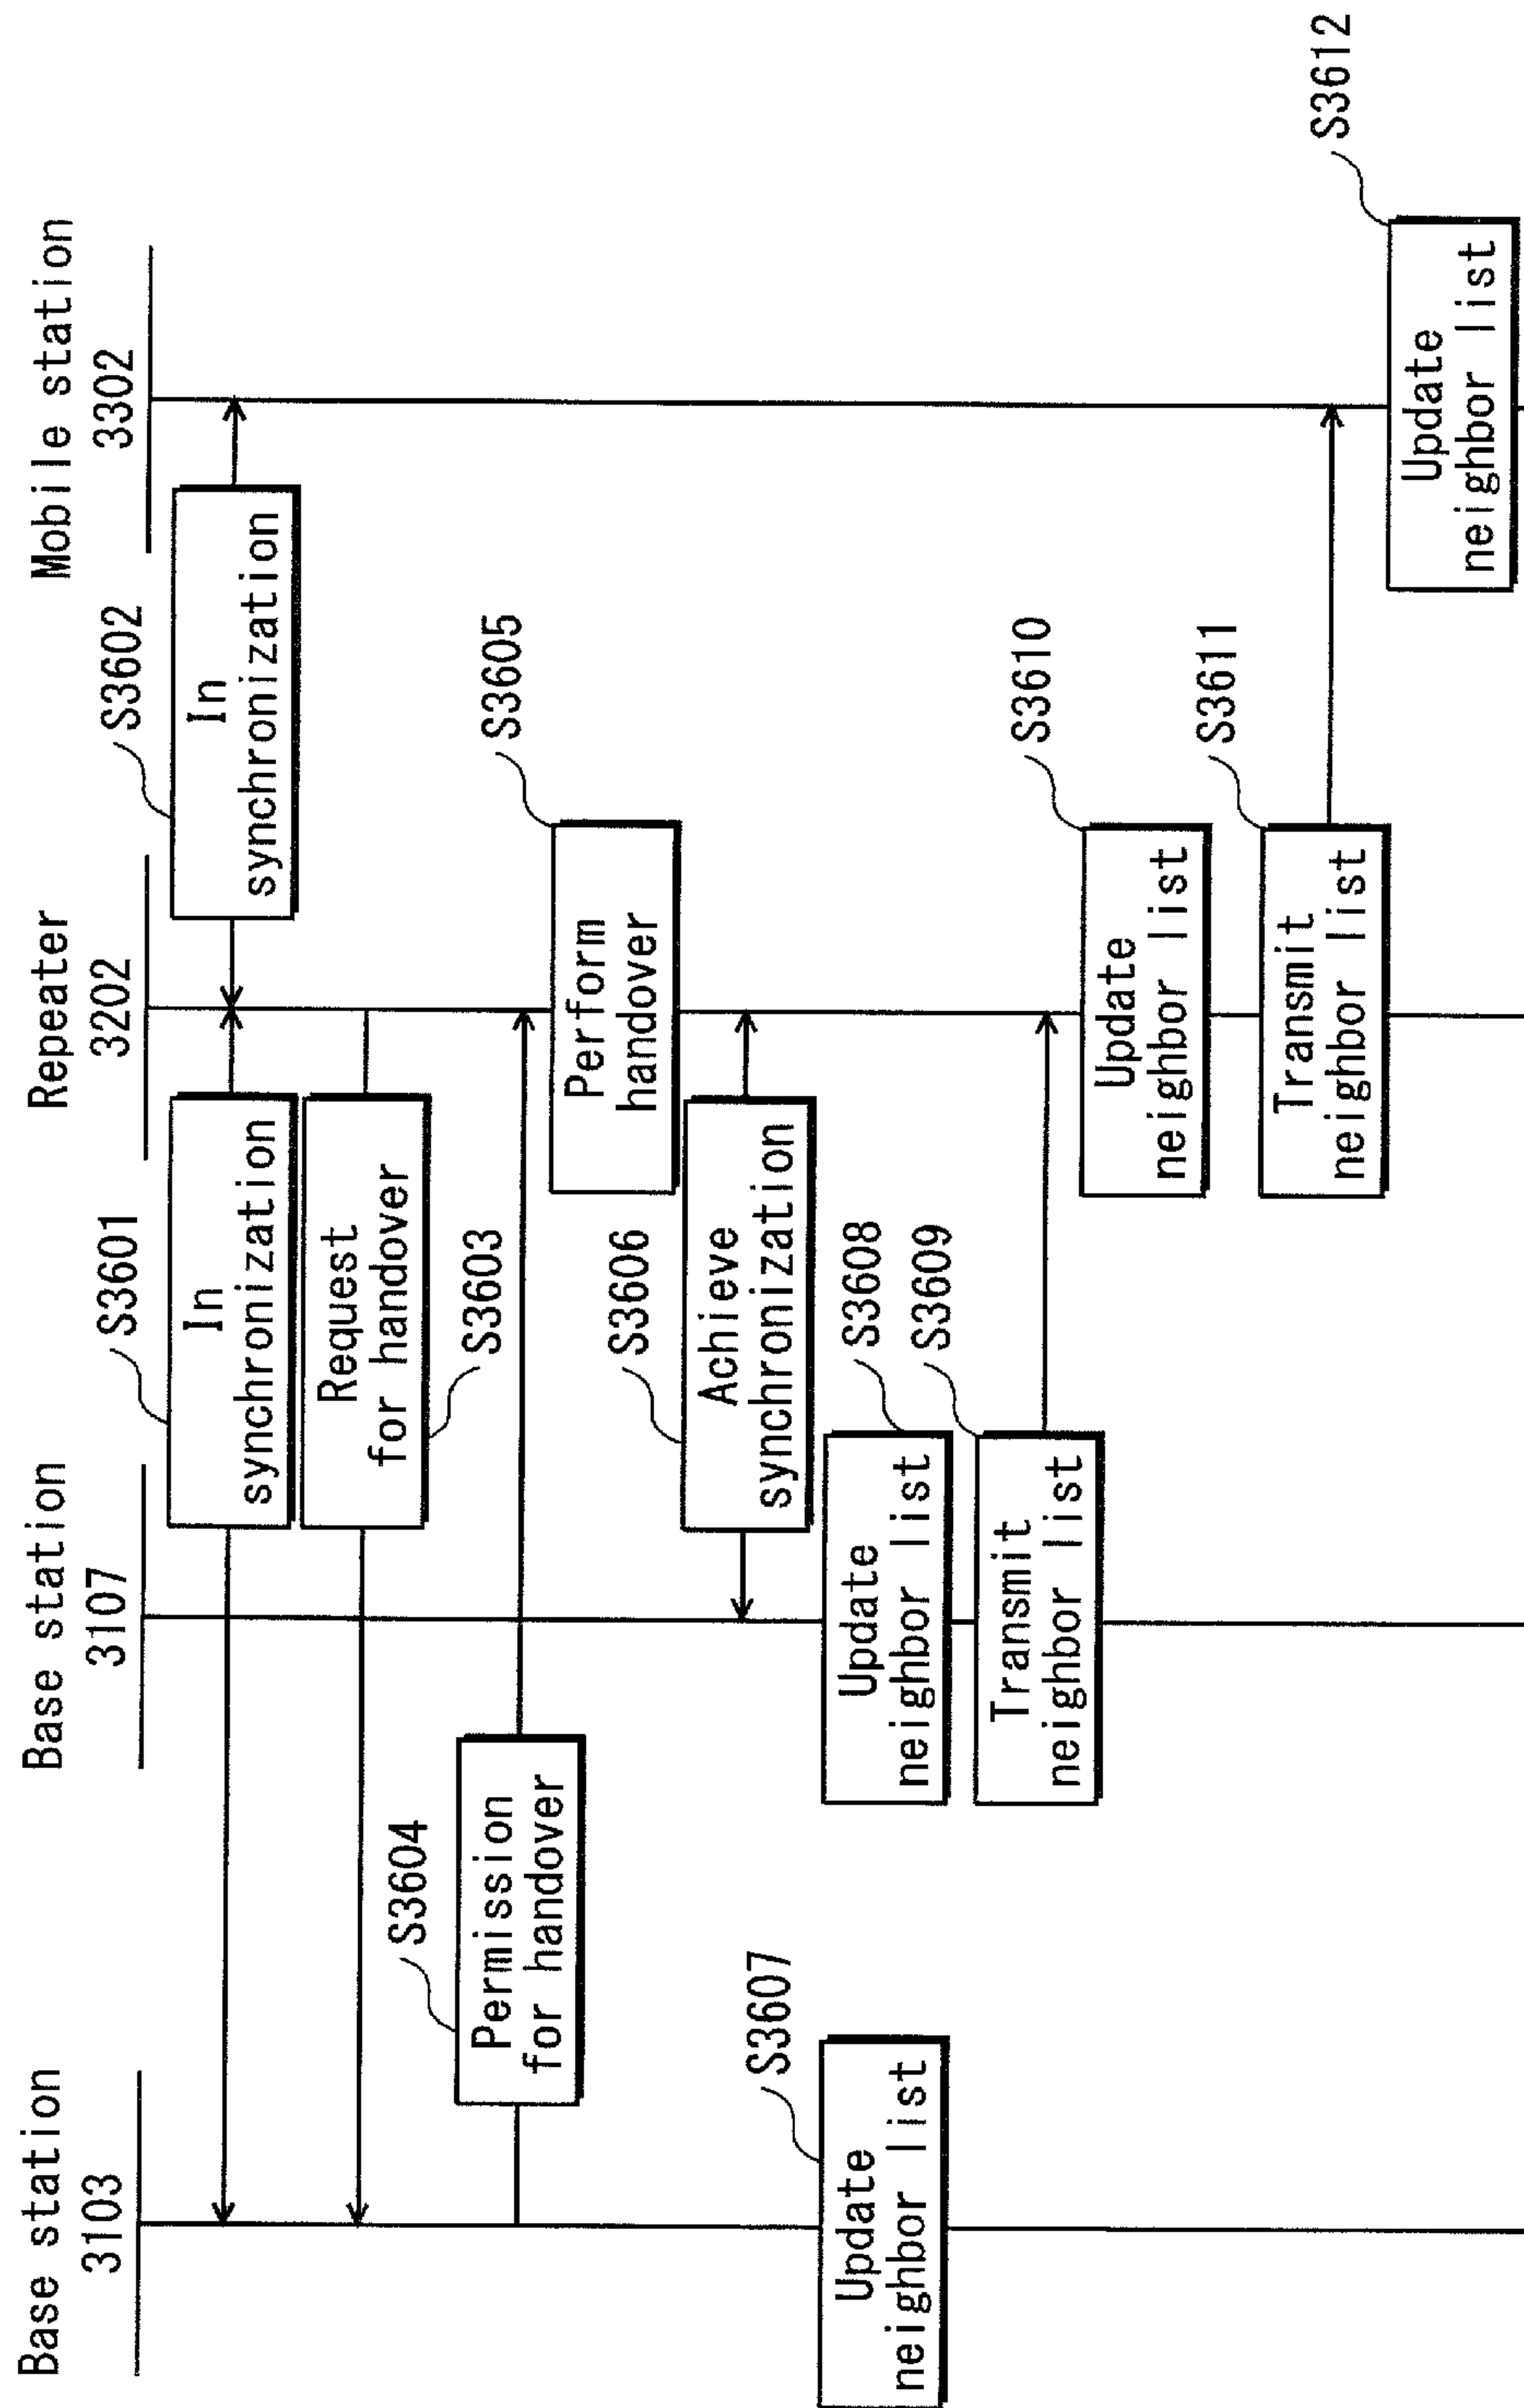 Base station
3103
Base station
3107
Repeater
3202
Mobile station
3302
S3601
In
synchronization
S3602
In
synchronization
Request
for handover
S3603
S3604
Permission
for handover
S3605
Perform
handover
S3606
Achieve
synchronization
S3607
Update
neighbor list
S3608
Update
neighbor list
S3609
Transmit
neighbor list
S3610
Update
neighbor list
S3611
Transmit
neighbor list
S3612
Update
neighbor list